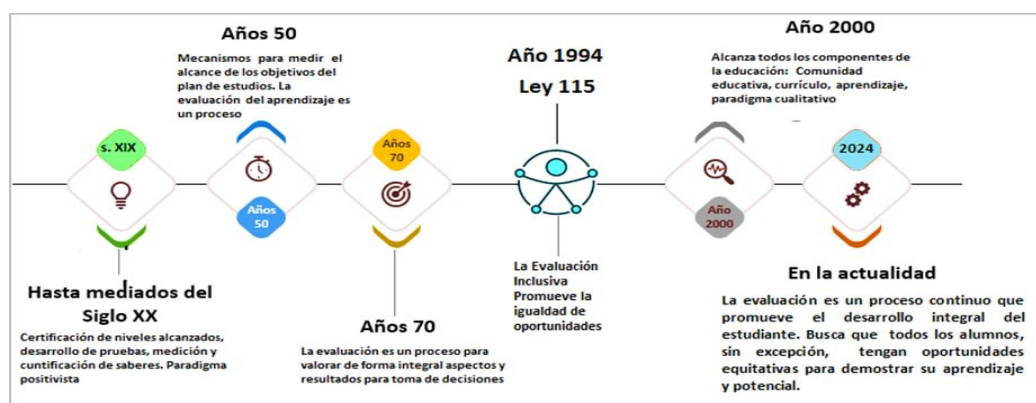 s. XIX
Hasta mediados del
Siglo XX
Certificación de niveles alcanzados,
desarrollo de pruebas, medición y
cuntificación de saberes. Paradigma
positivista
Años 50
Mecanismos para medir el
alcance de los objetivos del
plan de estudios. La
evaluación del aprendizaje es
un proceso
Años
50
Años
70
Años 70
La evaluación es un proceso para
valorar de forma integral aspectos y
resultados para toma de decisiones
Año 1994
Ley 115
La Evaluación
Inclusiva
Promueve la
igualdad de
oportunidades
Año 2000
Alcanza todos los componentes de
la educación: Comunidad
educativa, currículo, aprendizaje,
paradigma cualitativo
Año
2000
2024
En la actualidad
La evaluación es un proceso continuo que
promueve el desarrollo integral del
estudiante. Busca que todos los alumnos,
sin excepción, tengan oportunidades
equitativas para demostrar su aprendizaje
y potencial.